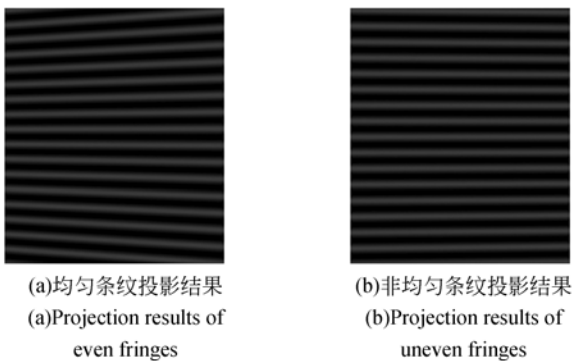 (a)均匀条纹投影结果
(a)Projection results of
even fringes
(b)非均匀条纹投影结果
(b)Projection results of
uneven fringes